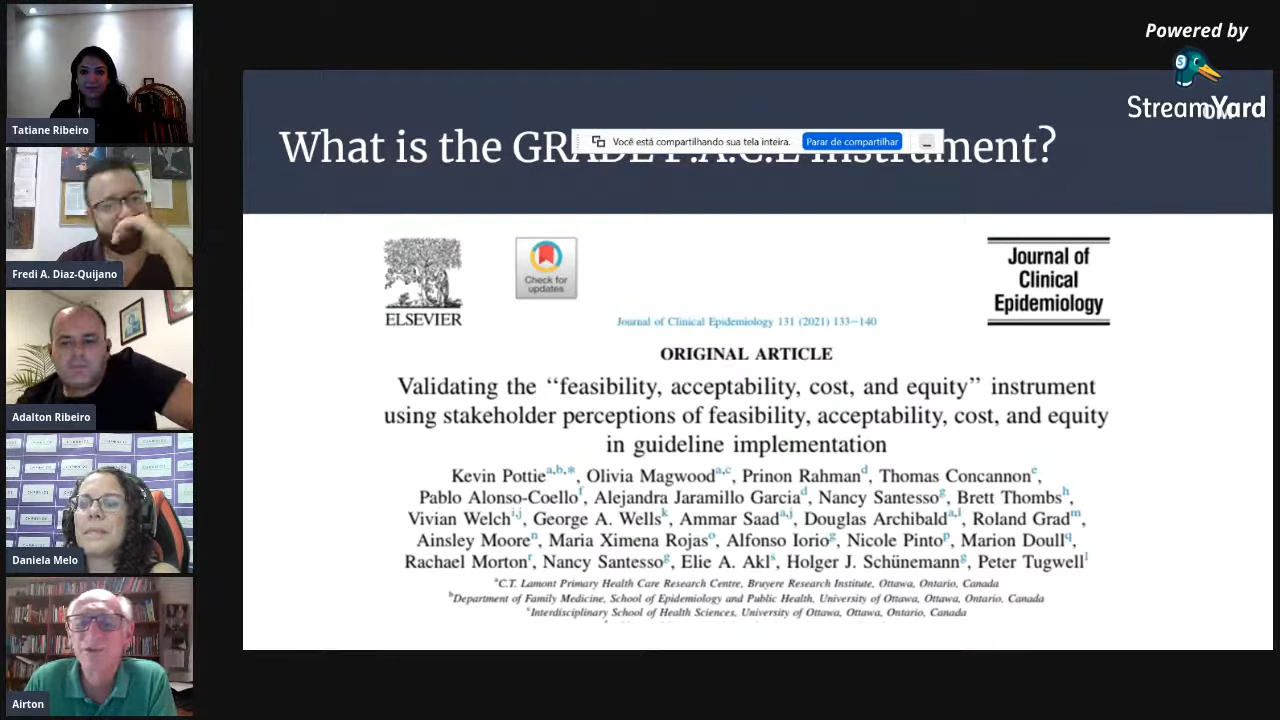 Powered by
StreamYard
Tatiane Ribeiro
Fredi A. Diaz-Quijano
Adalton Ribeiro
Daniela Melo
Airton
What is the GRADE F.A.C.E instrument?
Você está compartilhando sua tela inteira. Parar de compartilhar
ELSEVIER
Check for
updates
Journal of
Clinical
Epidemiology
Journal of Clinical Epidemiology 131 (2021) 133–140
ORIGINAL ARTICLE
Validating the “feasibility, acceptability, cost, and equity” instrument
using stakeholder perceptions of feasibility, acceptability, cost, and equity
in guideline implementation
Kevin Pottie a,b,*, Olivia Magwood a,c, Prinon Rahman d, Thomas Concannon e,
Pablo Alonso-Coello f, Alejandra Jaramillo Garcia d, Nancy Santesso g, Brett Thombs h,
Vivian Welch i,j, George A. Wells k, Ammar Saad a,j, Douglas Archibald a,l, Roland Grad m,
Ainsley Moore n, Maria Ximena Rojas o, Alfonso Iorio g, Nicole Pinto p, Marion Doull q,
Rachael Morton r, Nancy Santesso g, Elie A. Akl s, Holger J. Schünemann g, Peter Tugwell l
a C.T. Lamont Primary Health Care Research Centre, Bruyere Research Institute, Ottawa, Ontario, Canada
b Department of Family Medicine, School of Epidemiology and Public Health, University of Ottawa, Ottawa, Ontario, Canada
c Interdisciplinary School of Health Sciences, University of Ottawa, Ottawa, Ontario, Canada